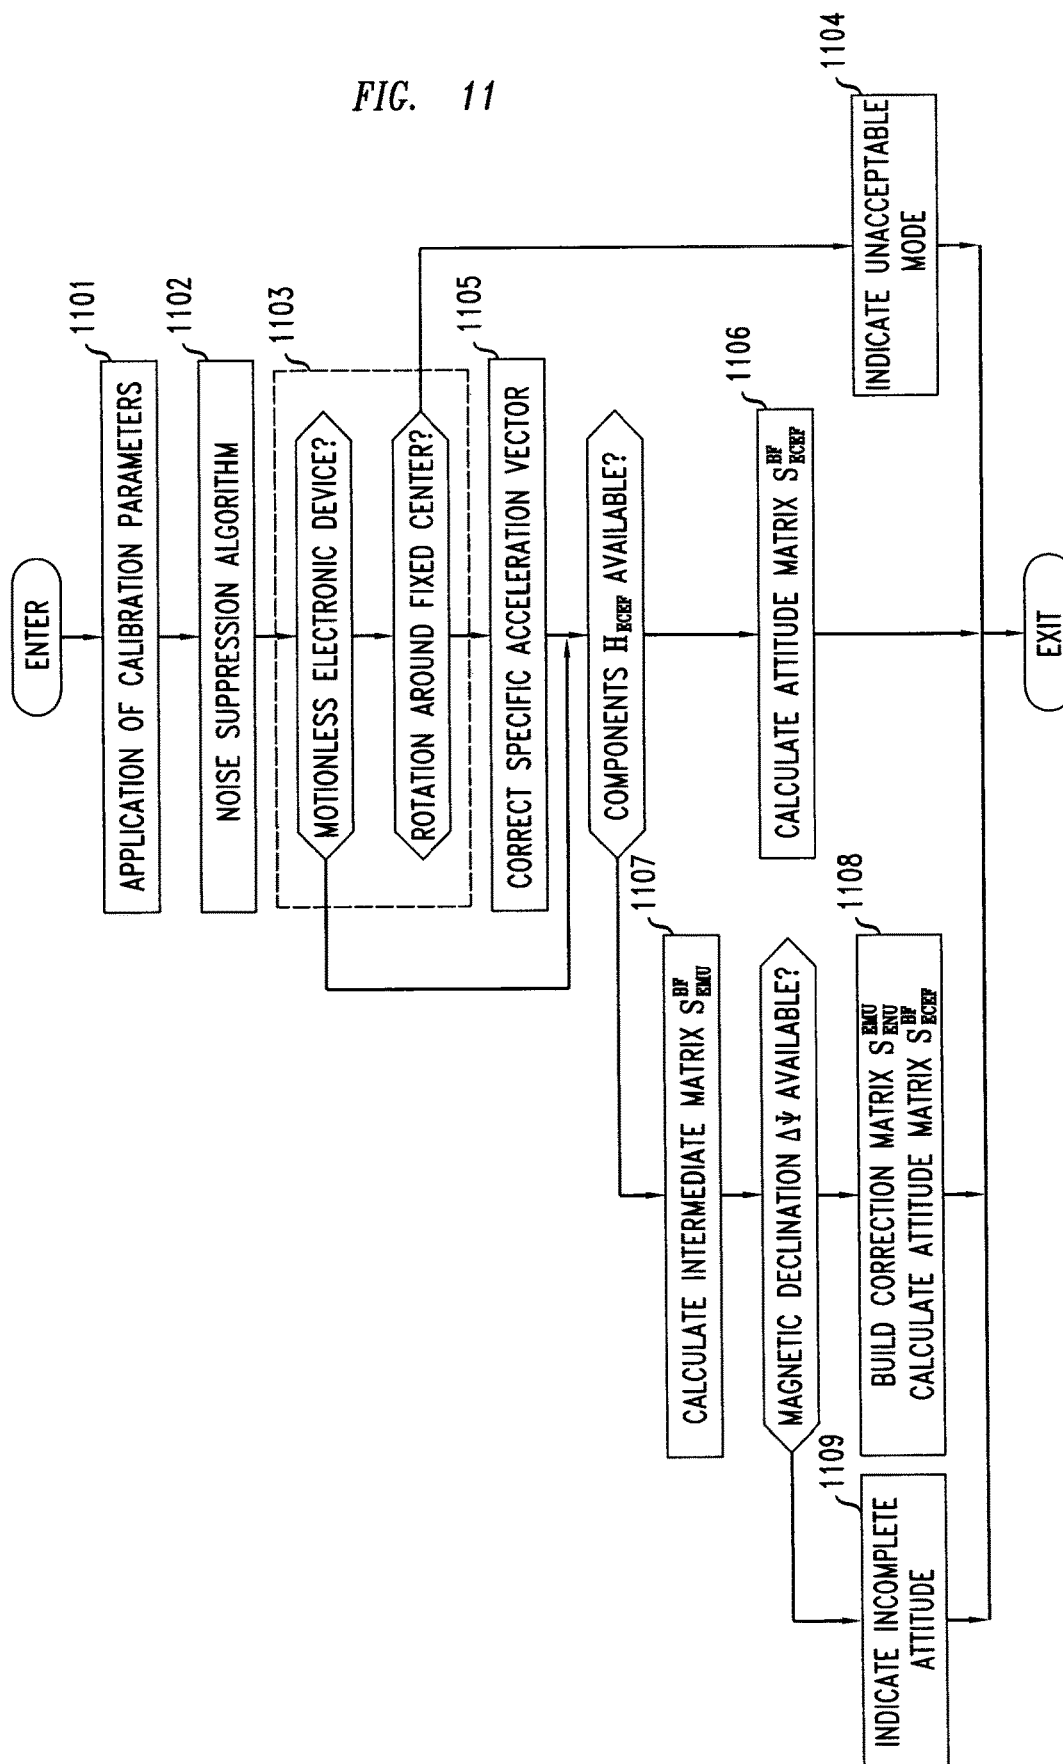 FIG. 11
ENTER
1101
APPLICATION OF CALIBRATION PARAMETERS
1102
NOISE SUPPRESSION ALGORITHM
1103
MOTIONLESS ELECTRONIC DEVICE?
ROTATION AROUND FIXED CENTER?
1105
CORRECT SPECIFIC ACCELERATION VECTOR
COMPONENTS H_ECEF AVAILABLE?
1107
CALCULATE INTERMEDIATE MATRIX S^BF_EMU
1106
CALCULATE ATTITUDE MATRIX S^BF_ECEF
MAGNETIC DECLINATION ΔΨ AVAILABLE?
1109
INDICATE INCOMPLETE
ATTITUDE
1108
BUILD CORRECTION MATRIX S^EMU_ENU
CALCULATE ATTITUDE MATRIX S^BF_ECEF
1104
INDICATE UNACCEPTABLE
MODE
EXIT